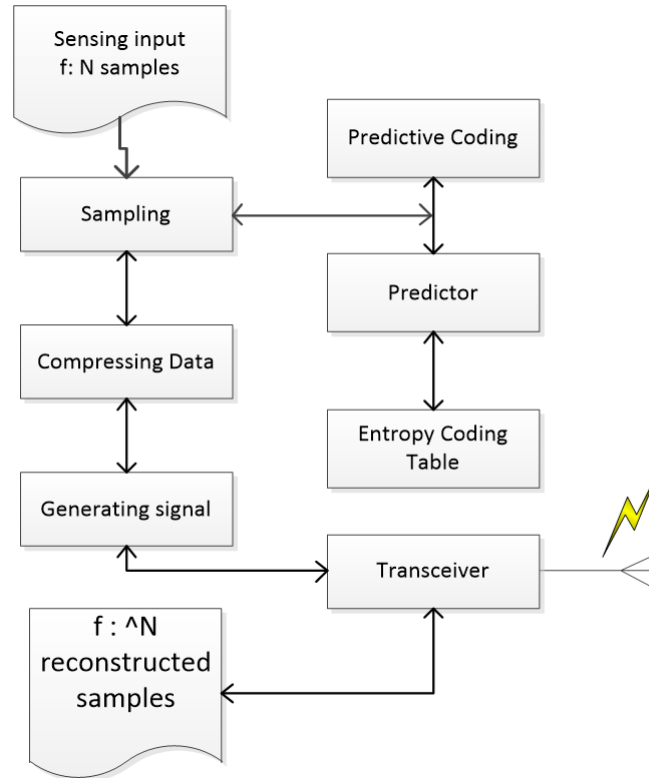 Sensing input
f: N samples
Predictive Coding
Sampling
Predictor
Compressing Data
Entropy Coding
Table
Generating signal
Transceiver
f : ^N
reconstructed
samples